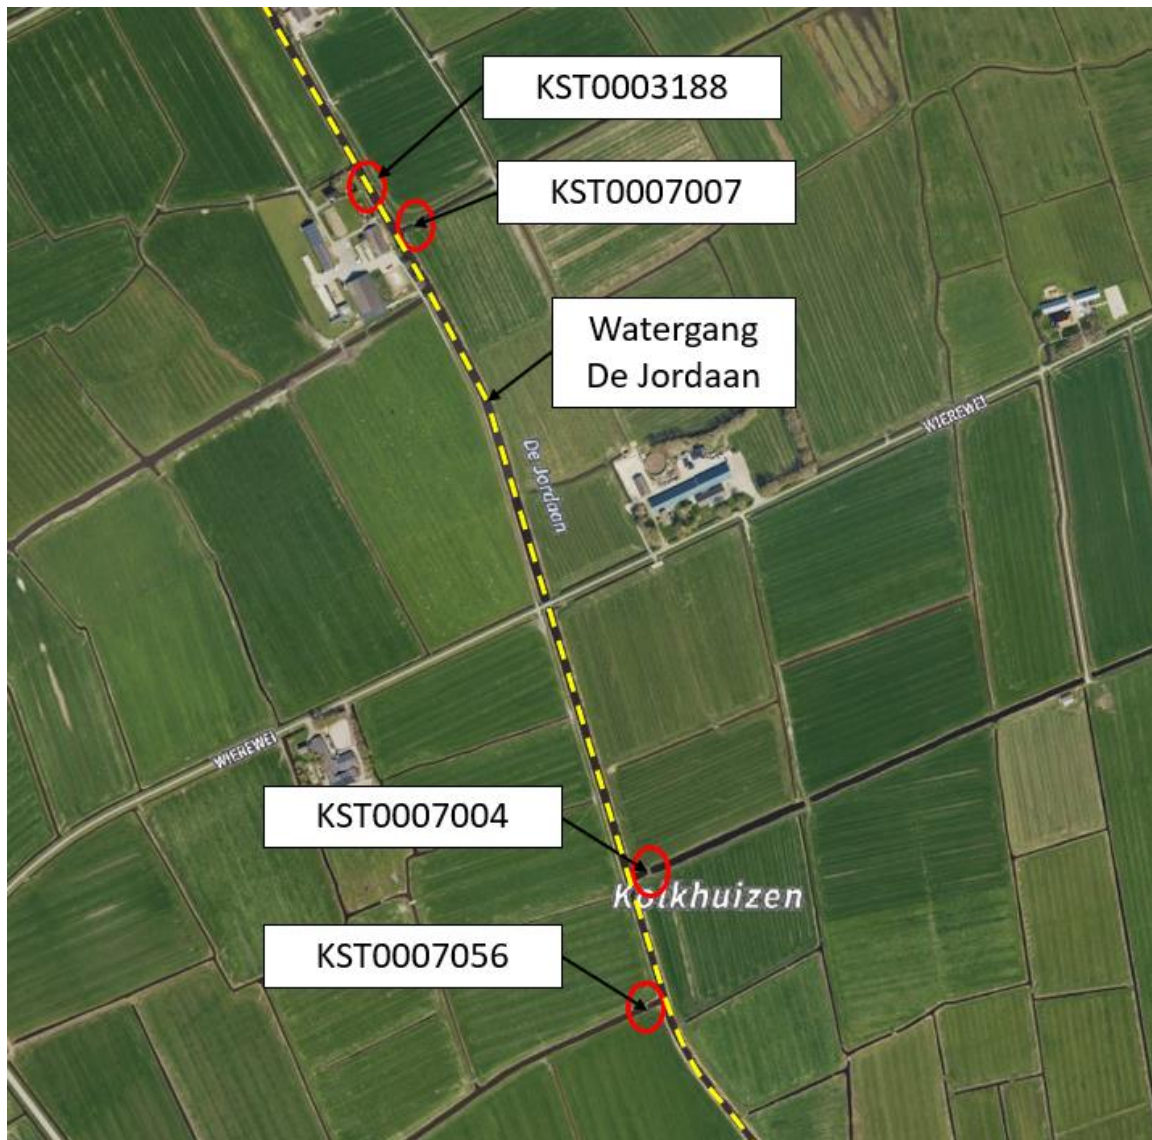 KST0003188
KST0007007
Watergang
De Jordaan
WIEREWEI
De Jordaan
WIEREWEI
KST0007004
Kolkhuizen
KST0007056